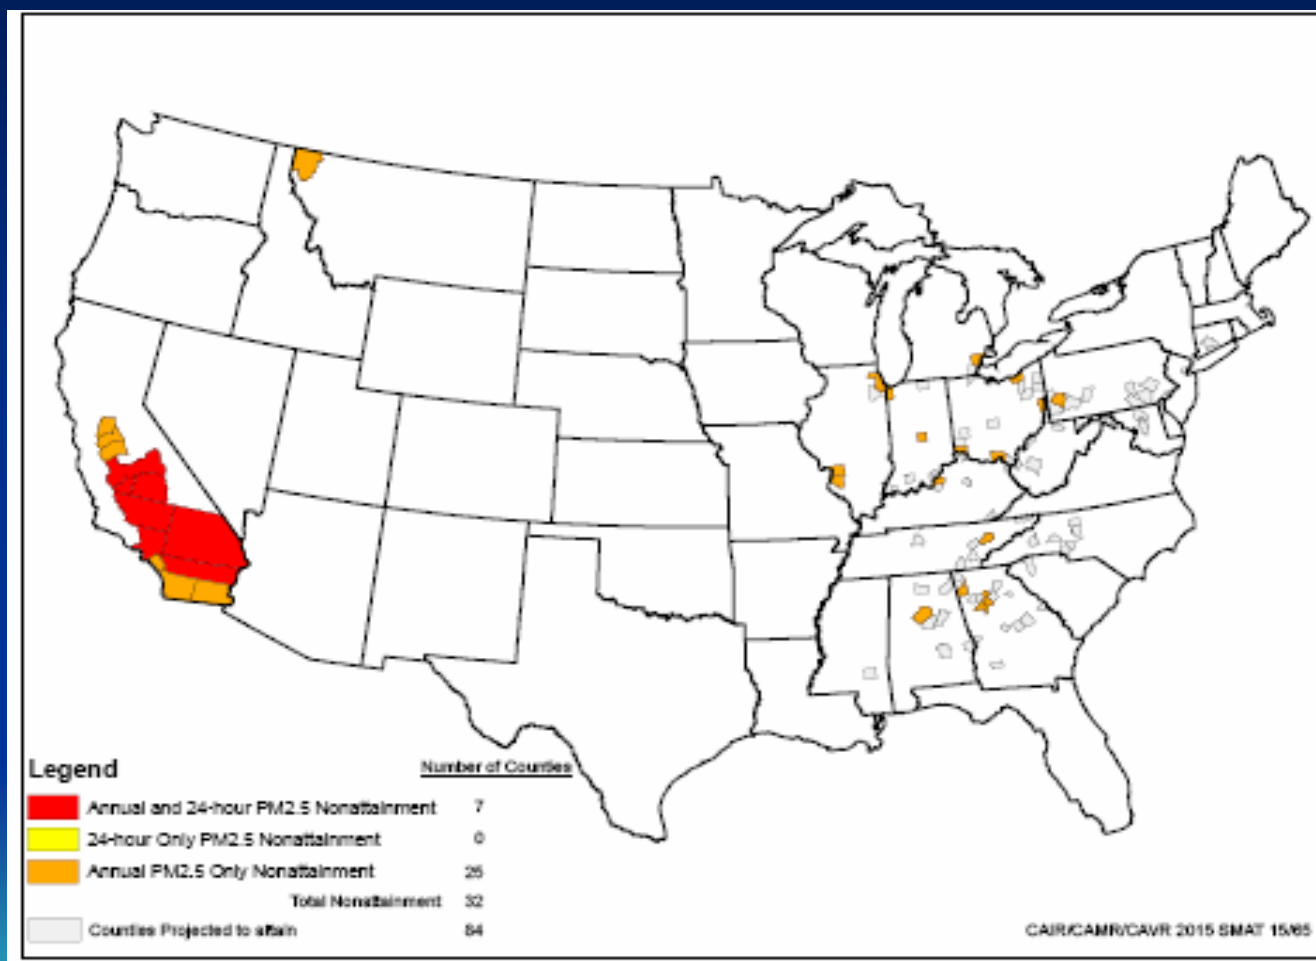 Legend
Number of Counties
Annual and 24-hour PM2.5 Nonattainment 7
24-hour Only PM2.5 Nonattainment 0
Annual PM2.5 Only Nonattainment 25
Total Nonattainment 32
Counties Projected to attain 84
CAIR/CAMR/CAVR 2015 SMAT 15/65